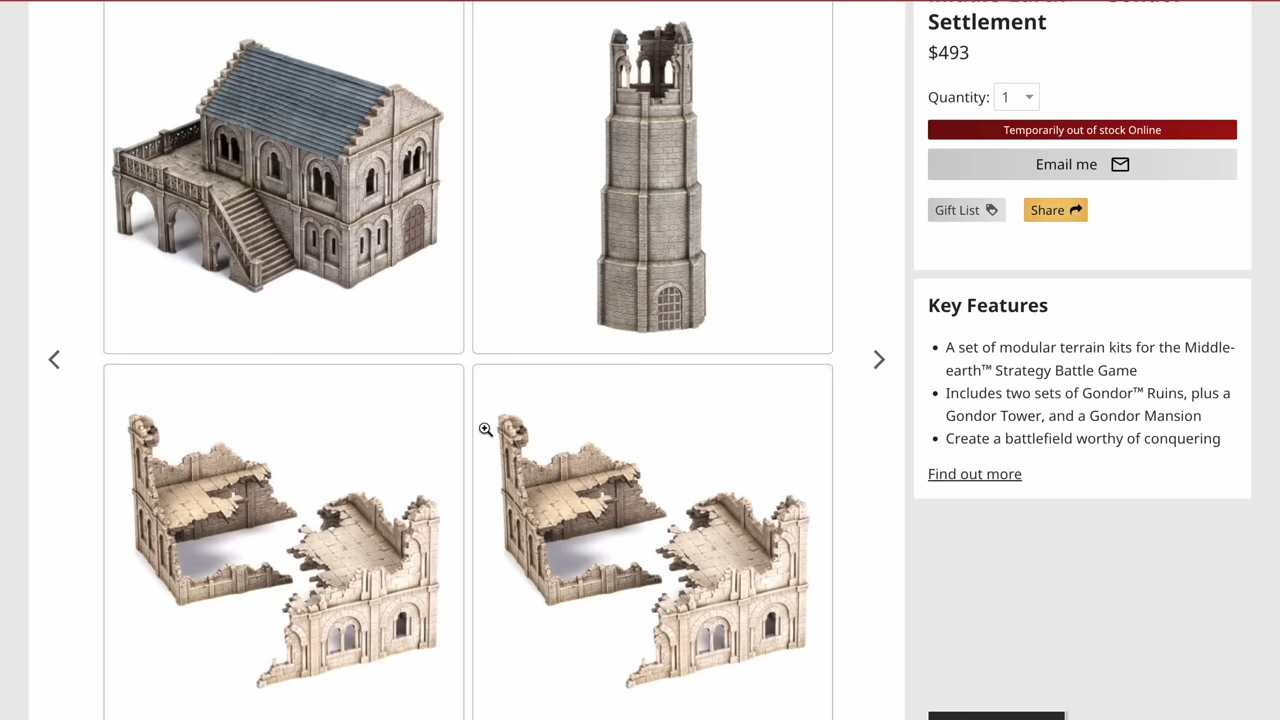 Settlement
$493
Quantity: 1
Temporarily out of stock Online
Email me
Gift List
Share
Key Features
• A set of modular terrain kits for the Middle-
earth™ Strategy Battle Game
• Includes two sets of Gondor™ Ruins, plus a
Gondor Tower, and a Gondor Mansion
• Create a battlefield worthy of conquering
Find out more